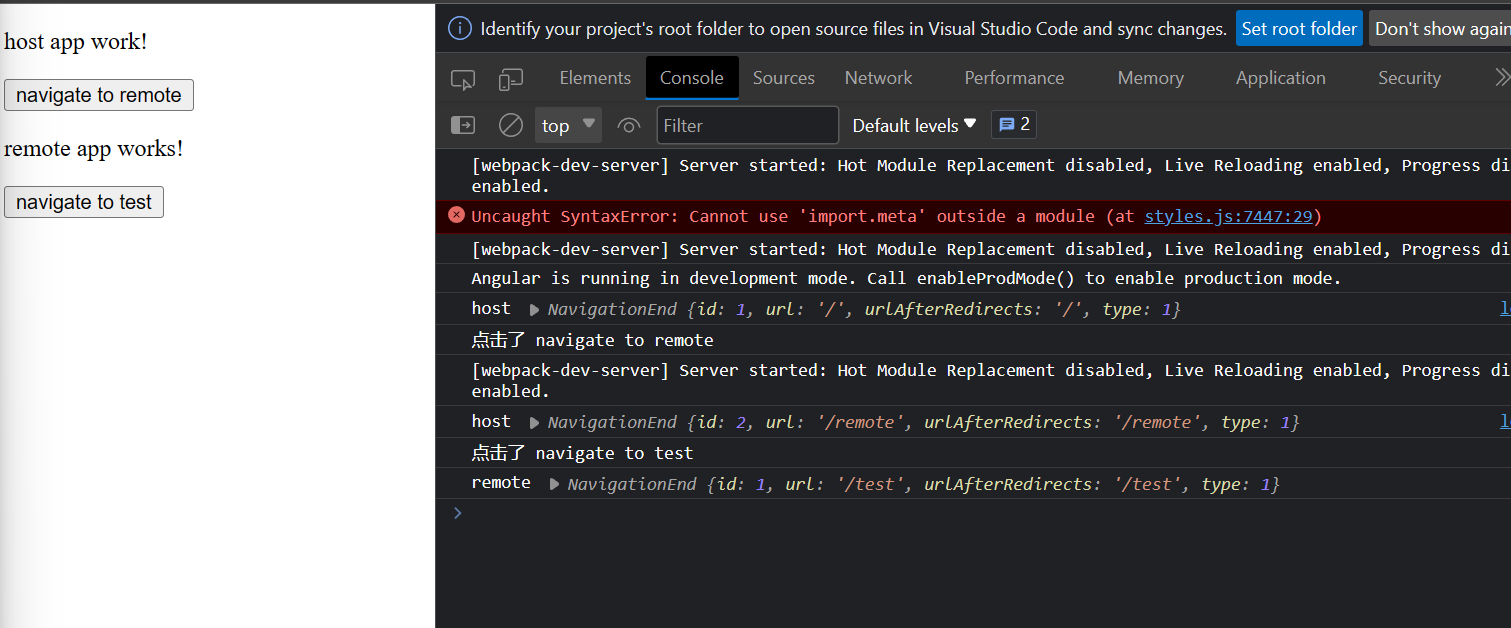 host app work!
navigate to remote
remote app works!
navigate to test
Identify your project's root folder to open source files in Visual Studio Code and sync changes. Set root folder Don't show again
Elements Console Sources Network Performance Memory Application Security
top Filter Default levels 2
[webpack-dev-server] Server started: Hot Module Replacement disabled, Live Reloading enabled, Progress di
enabled.
Uncaught SyntaxError: Cannot use 'import.meta' outside a module (at styles.js:7447:29)
[webpack-dev-server] Server started: Hot Module Replacement disabled, Live Reloading enabled, Progress di
Angular is running in development mode. Call enableProdMode() to enable production mode.
host NavigationEnd {id: 1, url: '/', urlAfterRedirects: '/', type: 1}
点击了 navigate to remote
[webpack-dev-server] Server started: Hot Module Replacement disabled, Live Reloading enabled, Progress di
enabled.
host NavigationEnd {id: 2, url: '/remote', urlAfterRedirects: '/remote', type: 1}
点击了 navigate to test
remote NavigationEnd {id: 1, url: '/test', urlAfterRedirects: '/test', type: 1}